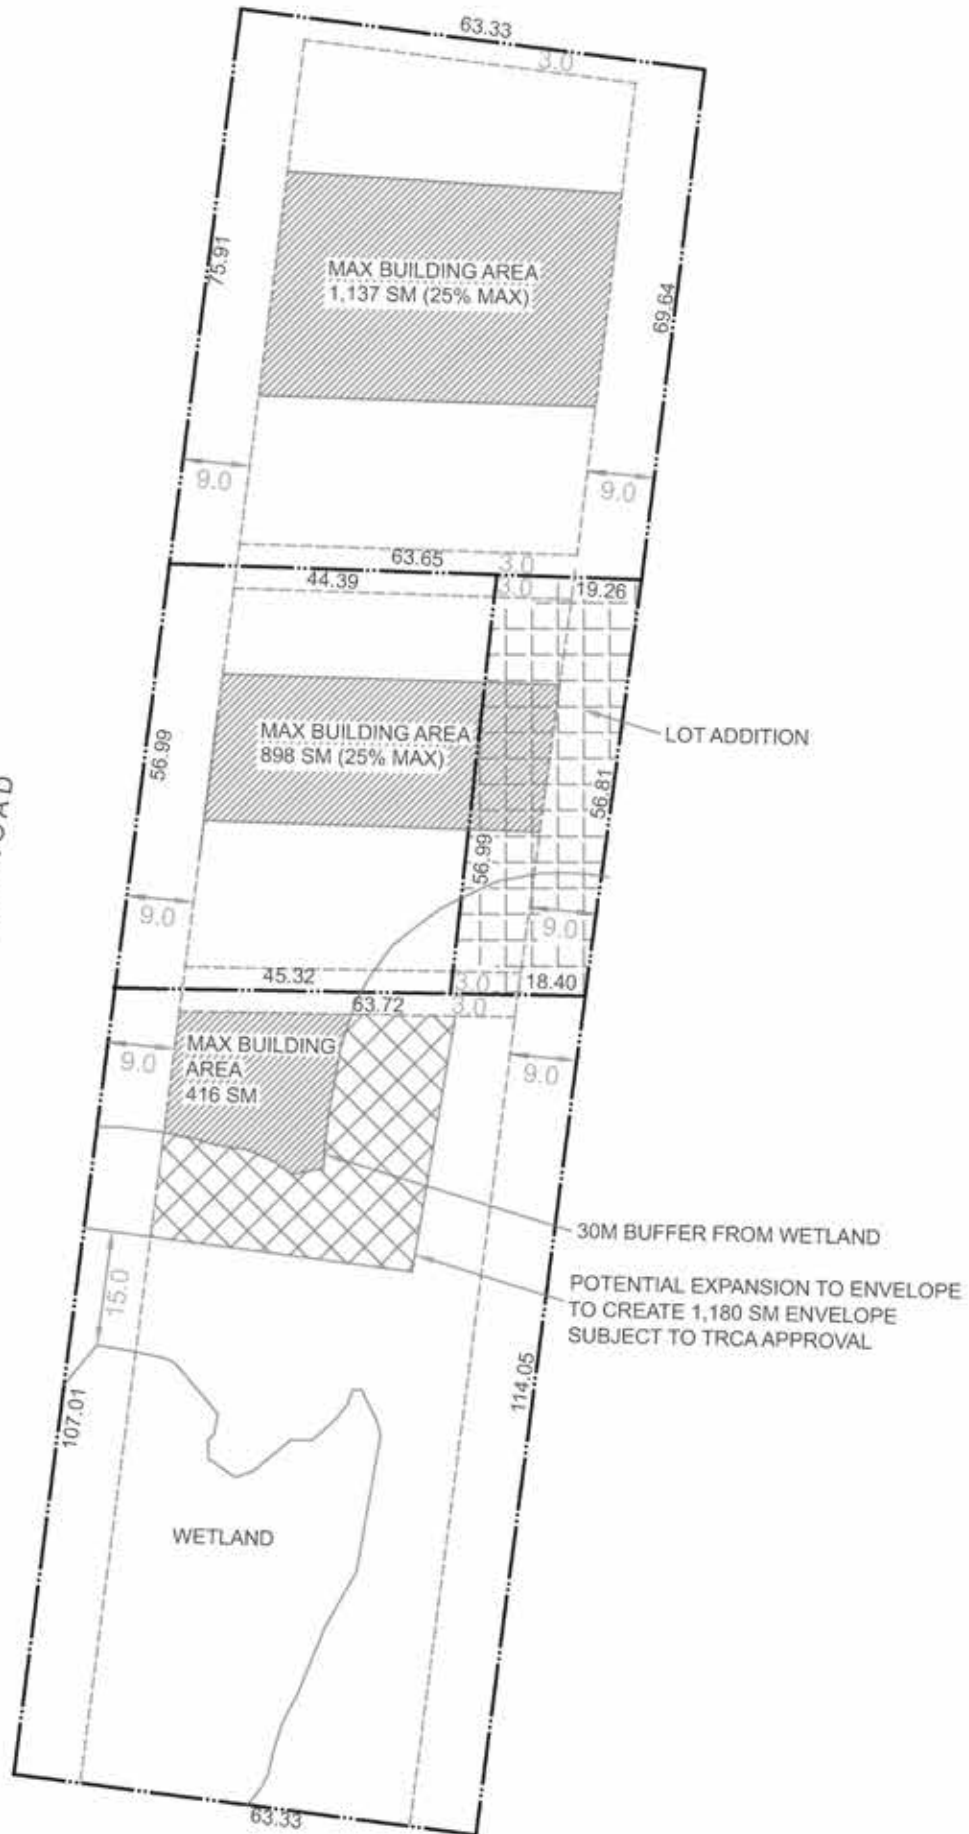 63.33
3.0
75.91
MAX BUILDING AREA
1,137 SM (25% MAX)
69.64
9.0
9.0
63.65
3.0
44.39
3.0
19.26
LOT ADDITION
MAX BUILDING AREA
898 SM (25% MAX)
56.99
56.81
56.99
9.0
9.0
45.32
3.0
18.40
63.72
3.0
MAX BUILDING
AREA
416 SM
9.0
9.0
30M BUFFER FROM WETLAND
15.0
POTENTIAL EXPANSION TO ENVELOPE
TO CREATE 1,180 SM ENVELOPE
SUBJECT TO TRCA APPROVAL
107.01
114.05
WETLAND
63.33